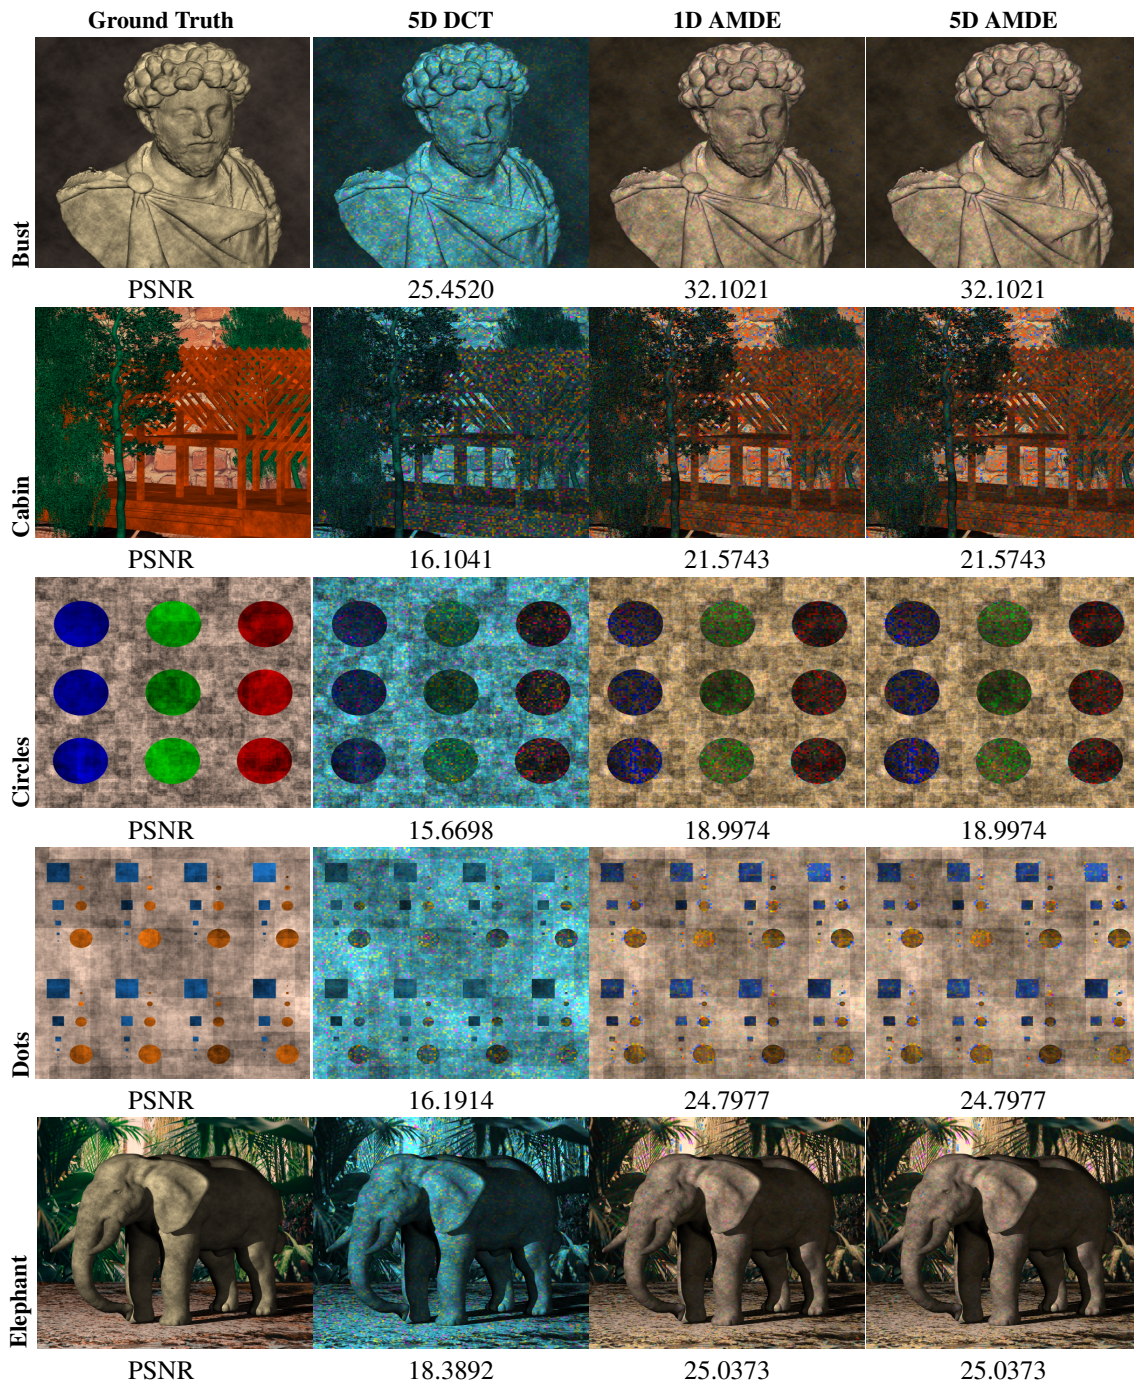 Ground Truth 5D DCT 1D AMDE 5D AMDE
Bust
PSNR 25.4520 32.1021 32.1021
Cabin
PSNR 16.1041 21.5743 21.5743
Circles
PSNR 15.6698 18.9974 18.9974
Dots
PSNR 16.1914 24.7977 24.7977
Elephant
PSNR 18.3892 25.0373 25.0373